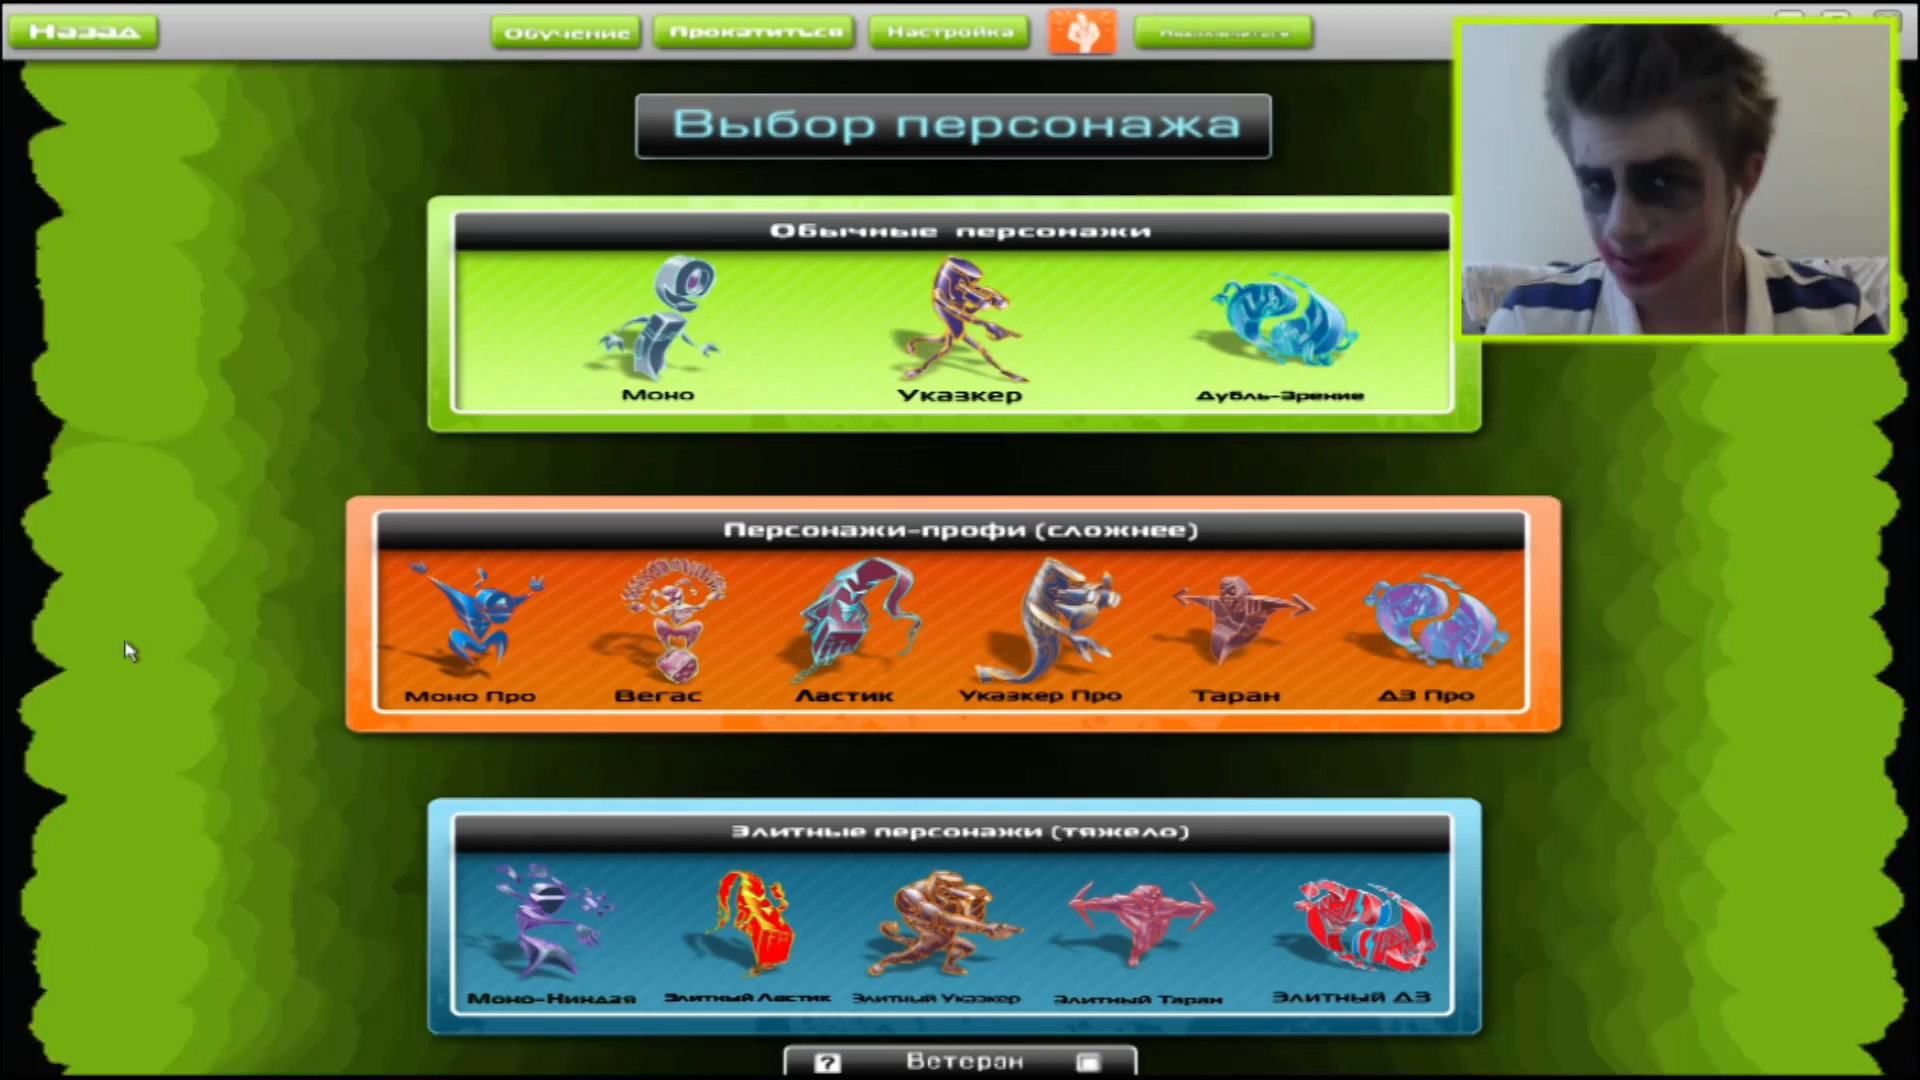 Назад
Обучение
Прокатиться
Настройка
Выбор персонажа
Обычные персонажи
Моно
Указкер
Дубль-Зрение
Персонажи-профи (сложнее)
Моно Про
Вегас
Ластик
Указкер Про
Таран
ДЗ Про
Элитные персонажи (тяжело)
Моно-Ниндзя
Элитный Ластик
Элитный Указкер
Элитный Таран
Элитный ДЗ
? Ветеран